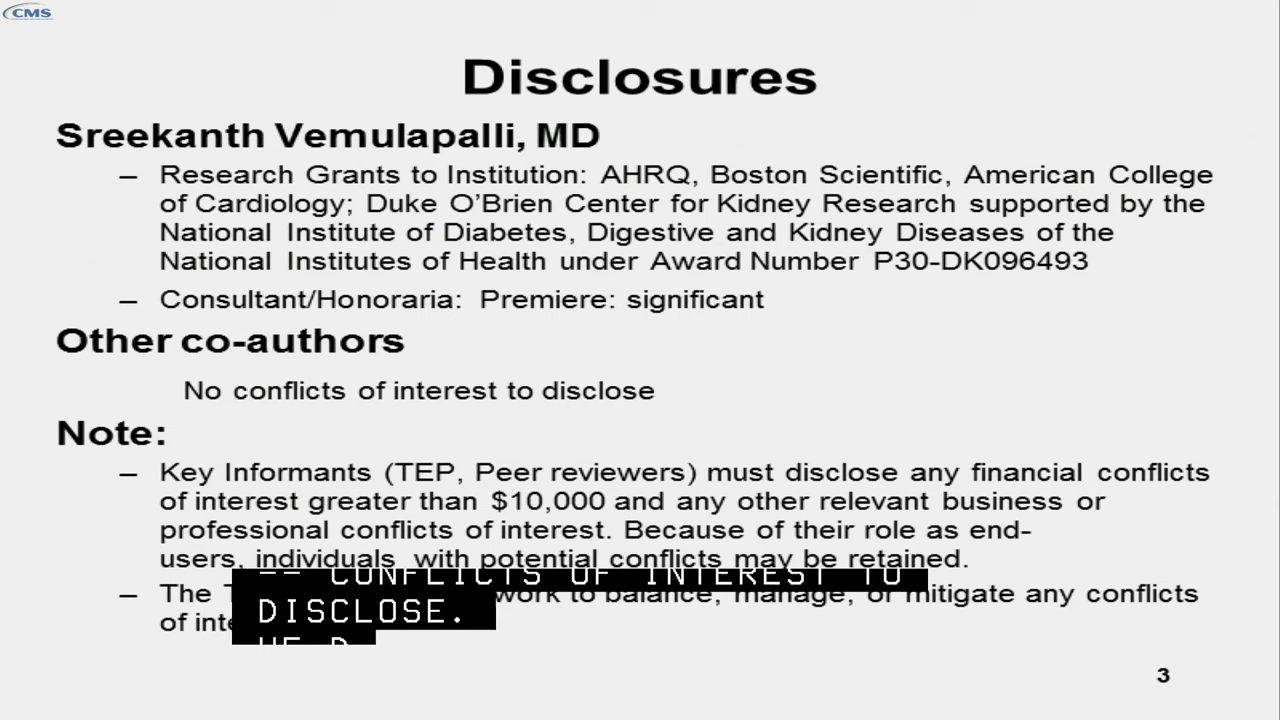 CMS
Disclosures
Sreekanth Vemulapalli, MD
– Research Grants to Institution: AHRQ, Boston Scientific, American College
of Cardiology; Duke O’Brien Center for Kidney Research supported by the
National Institute of Diabetes, Digestive and Kidney Diseases of the
National Institutes of Health under Award Number P30-DK096493
– Consultant/Honoraria: Premiere: significant
Other co-authors
No conflicts of interest to disclose
Note:
– Key Informants (TEP, Peer reviewers) must disclose any financial conflicts
of interest greater than $10,000 and any other relevant business or
professional conflicts of interest. Because of their role as end-
users, individuals with potential conflicts may be retained.
-- CONFLICTS OF INTEREST TO
– The work to balance, manage, or mitigate any conflicts
DISCLOSE.
of
3